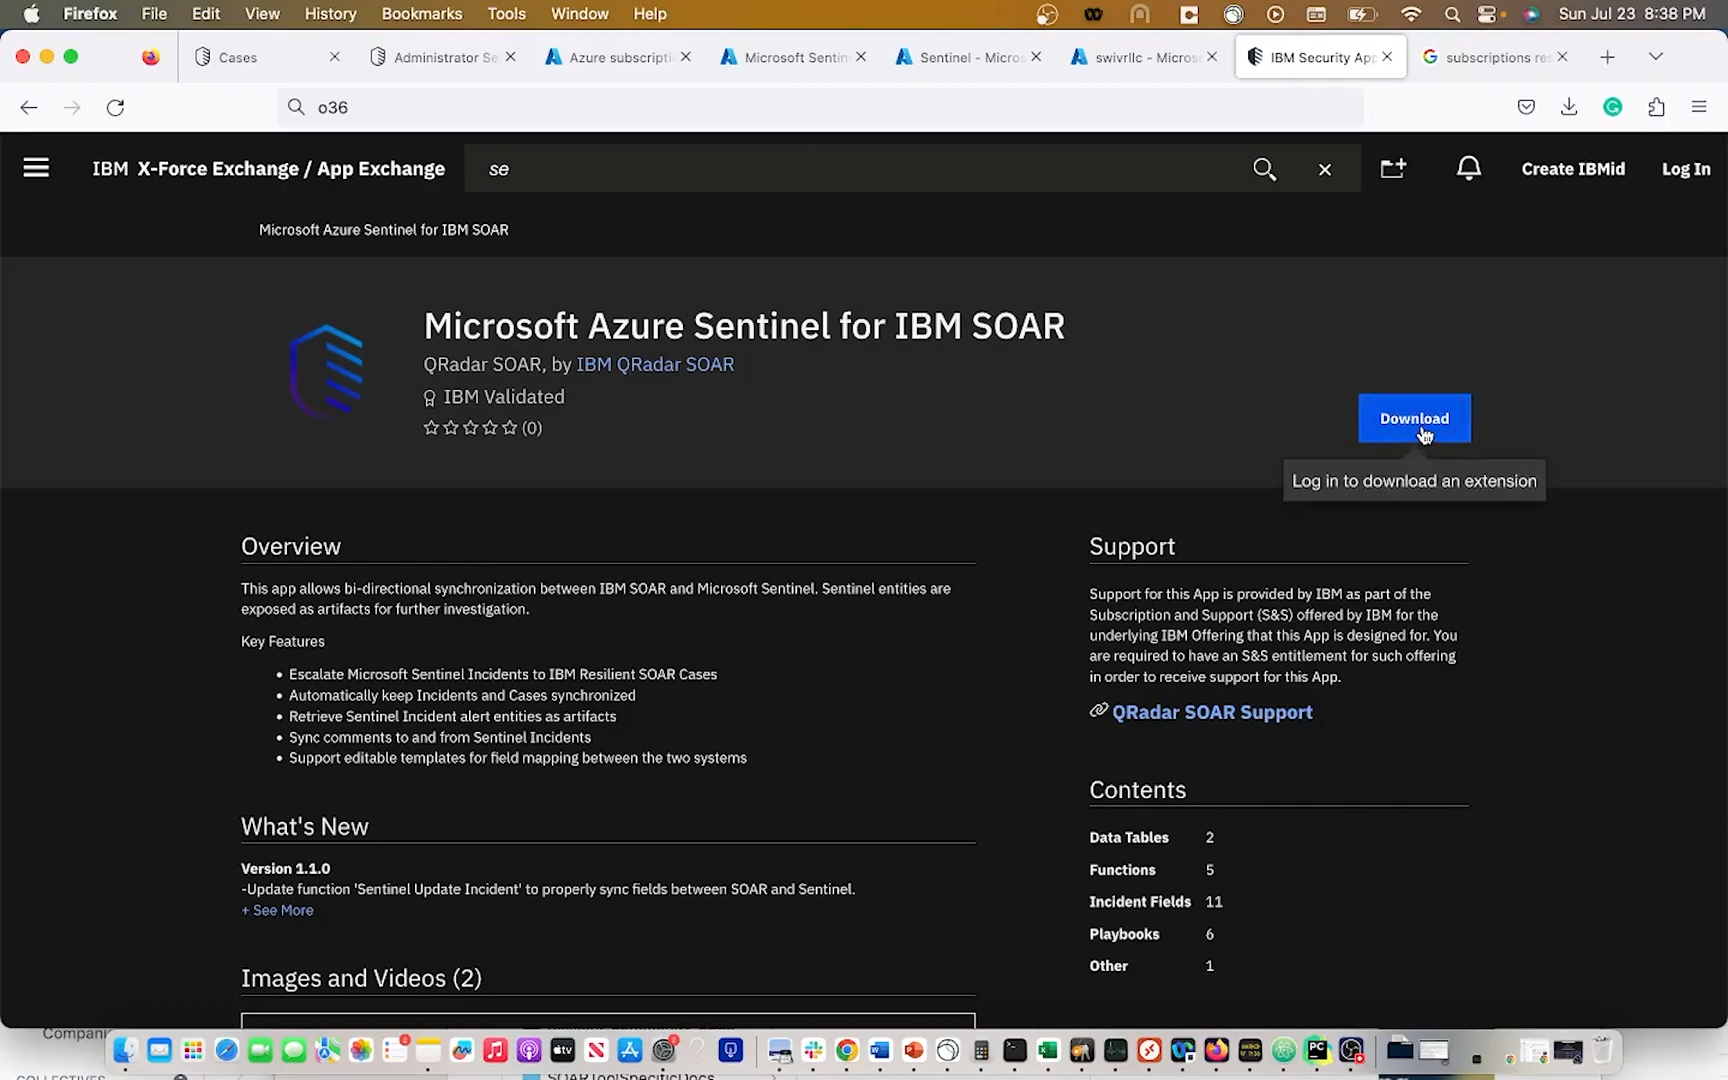 Firefox File Edit View History Bookmarks Tools Window Help Sun Jul 23 8:38 PM
Cases Administrator Se Azure subscripti Microsoft Sentin Sentinel - Micros swivrllc - Micros IBM Security App subscriptions re
o36
IBM X-Force Exchange / App Exchange se Create IBMid Log In
Microsoft Azure Sentinel for IBM SOAR
Microsoft Azure Sentinel for IBM SOAR
QRadar SOAR, by IBM QRadar SOAR
IBM Validated
(0)
Download
Log in to download an extension
Overview
This app allows bi-directional synchronization between IBM SOAR and Microsoft Sentinel. Sentinel entities are
exposed as artifacts for further investigation.
Key Features
• Escalate Microsoft Sentinel Incidents to IBM Resilient SOAR Cases
• Automatically keep Incidents and Cases synchronized
• Retrieve Sentinel Incident alert entities as artifacts
• Sync comments to and from Sentinel Incidents
• Support editable templates for field mapping between the two systems
What's New
Version 1.1.0
-Update function 'Sentinel Update Incident' to properly sync fields between SOAR and Sentinel.
+ See More
Images and Videos (2)
Support
Support for this App is provided by IBM as part of the
Subscription and Support (S&S) offered by IBM for the
underlying IBM Offering that this App is designed for. You
are required to have an S&S entitlement for such offering
in order to receive support for this App.
QRadar SOAR Support
Contents
Data Tables 2
Functions 5
Incident Fields 11
Playbooks 6
Other 1
Compani
tv
PC